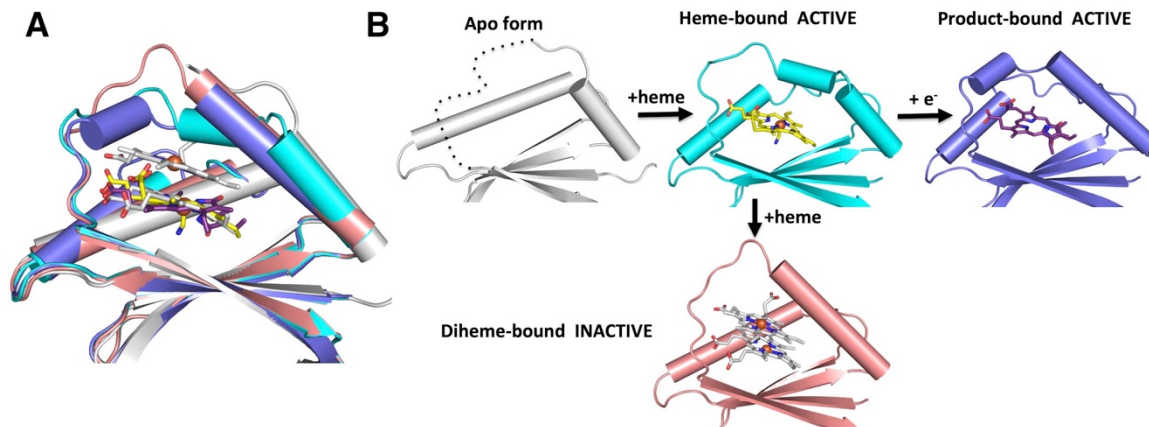 A
B
Apo form
Heme-bound ACTIVE
Product-bound ACTIVE
+heme
+ e⁻
+heme
Diheme-bound INACTIVE